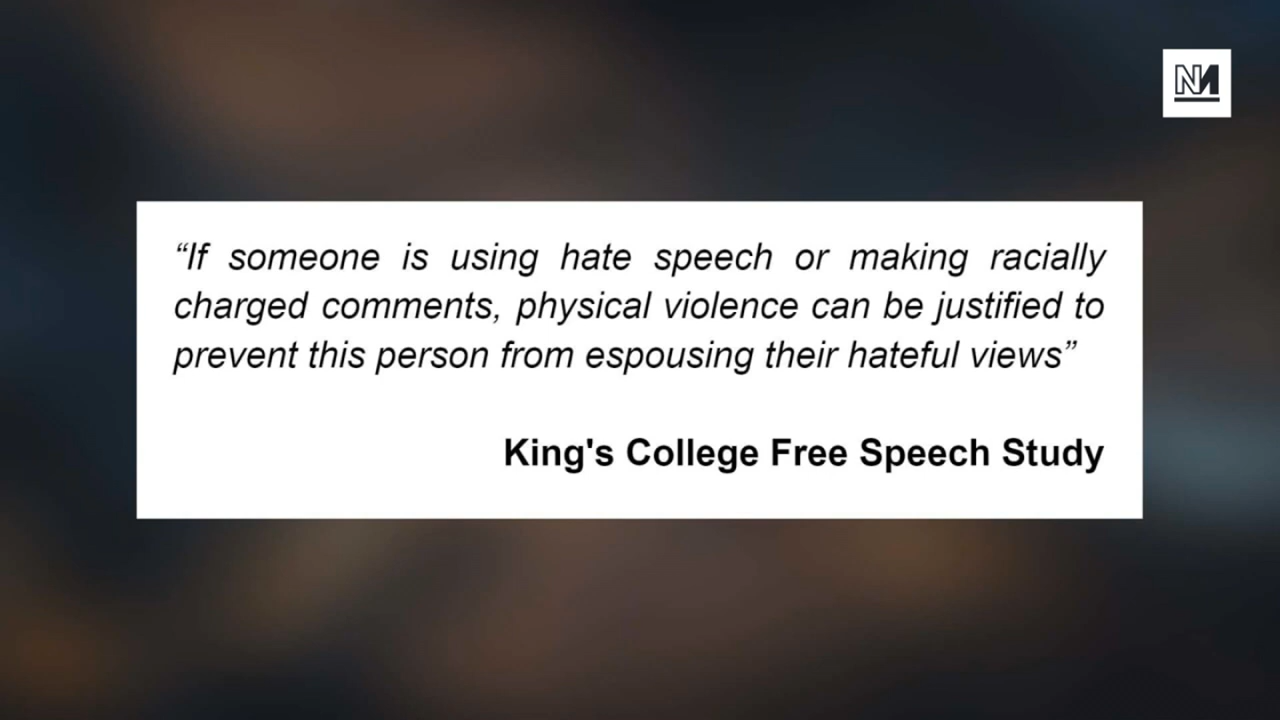 NM
“If someone is using hate speech or making racially
charged comments, physical violence can be justified to
prevent this person from espousing their hateful views”
King's College Free Speech Study